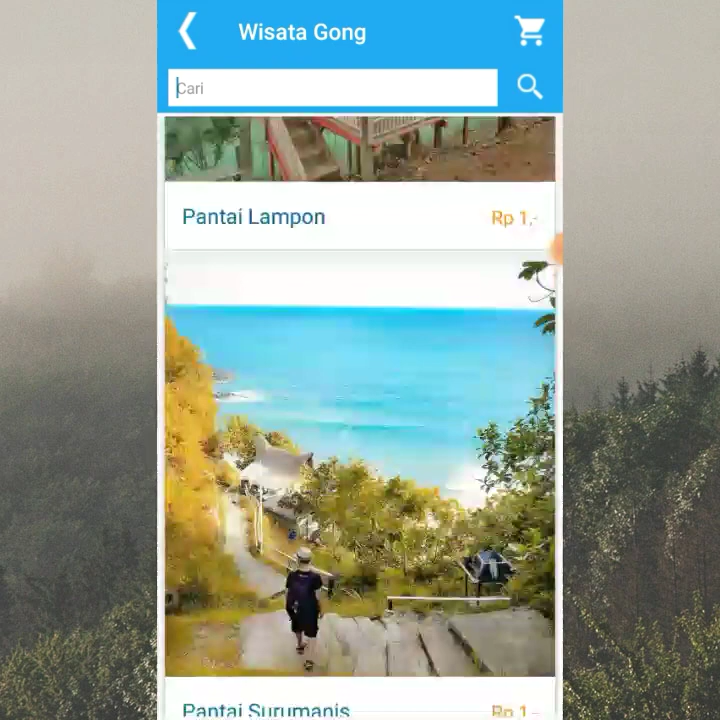 Wisata Gong
Cari
Pantai Lampon
Rp 1,-
Pantai Surumanis
Rp 1,-